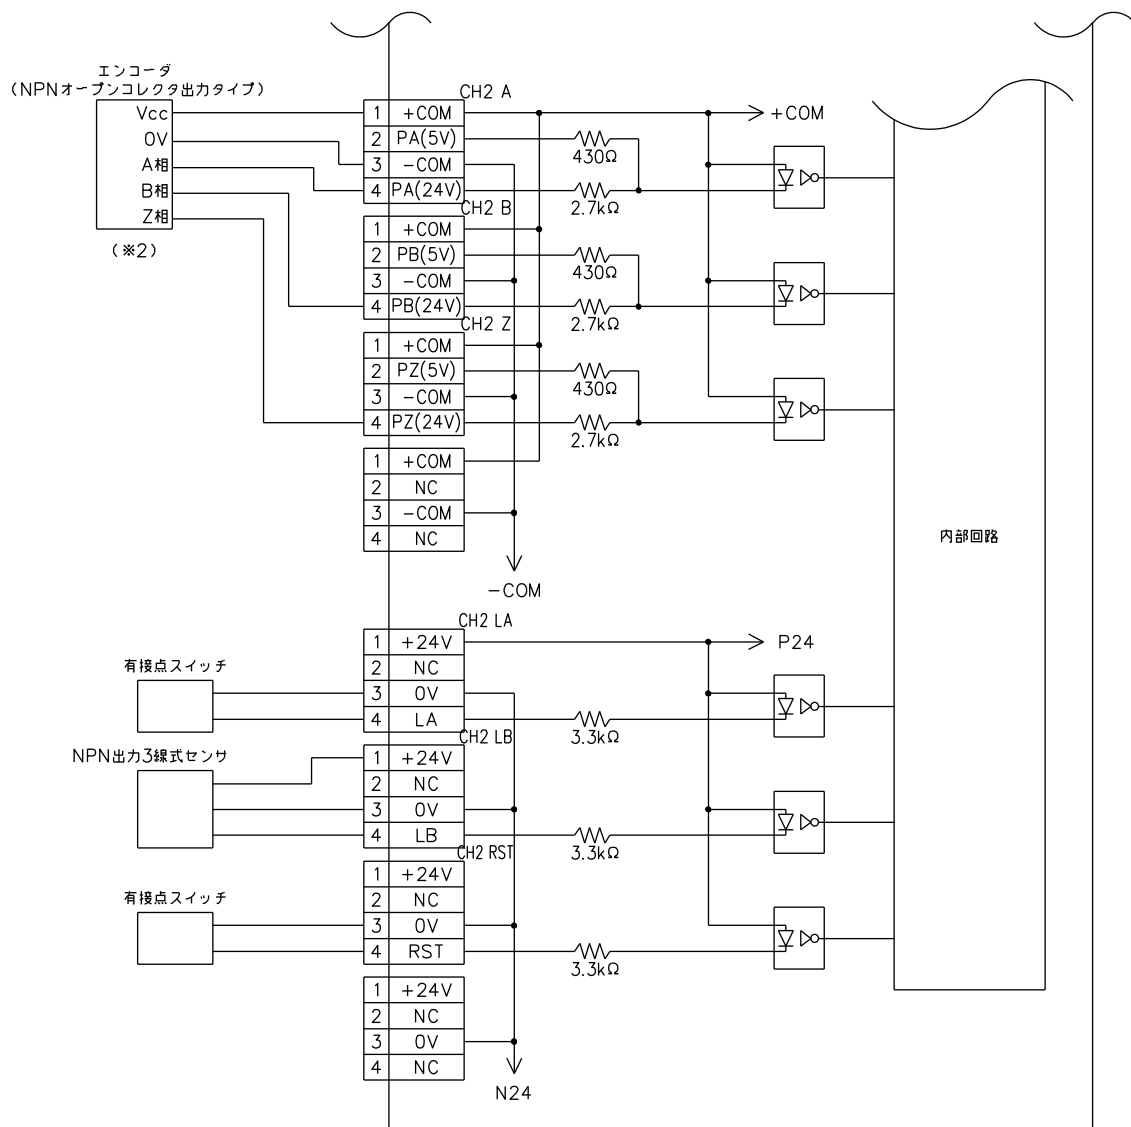 エンコーダ
(NPNオープンコレクタ出力タイプ)
Vcc
0V
A相
B相
Z相
(※2)
CH2 A
1 +COM
2 PA(5V)
3 -COM
4 PA(24V)
430Ω
2.7kΩ
+COM
CH2 B
1 +COM
2 PB(5V)
3 -COM
4 PB(24V)
430Ω
2.7kΩ
CH2 Z
1 +COM
2 PZ(5V)
3 -COM
4 PZ(24V)
430Ω
2.7kΩ
1 +COM
2 NC
3 -COM
4 NC
-COM
内部回路
CH2 LA
1 +24V
2 NC
3 0V
4 LA
有接点スイッチ
3.3kΩ
P24
CH2 LB
NPN出力3線式センサ
1 +24V
2 NC
3 0V
4 LB
3.3kΩ
CH2 RST
1 +24V
2 NC
3 0V
4 RST
有接点スイッチ
3.3kΩ
1 +24V
2 NC
3 0V
4 NC
N24